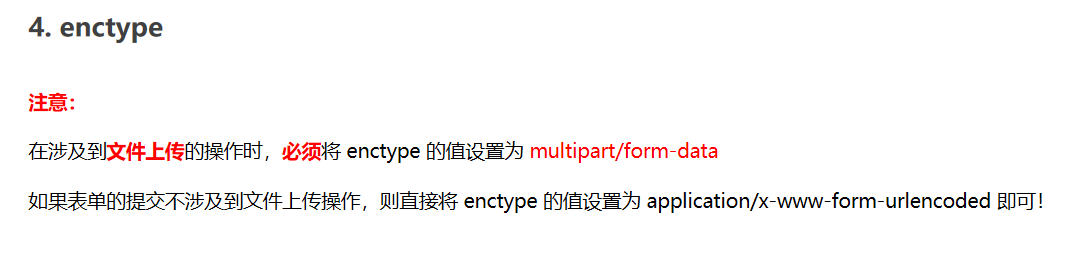 4. enctype
注意：
在涉及到文件上传的操作时，必须将 enctype 的值设置为 multipart/form-data
如果表单的提交不涉及到文件上传操作，则直接将 enctype 的值设置为 application/x-www-form-urlencoded 即可！